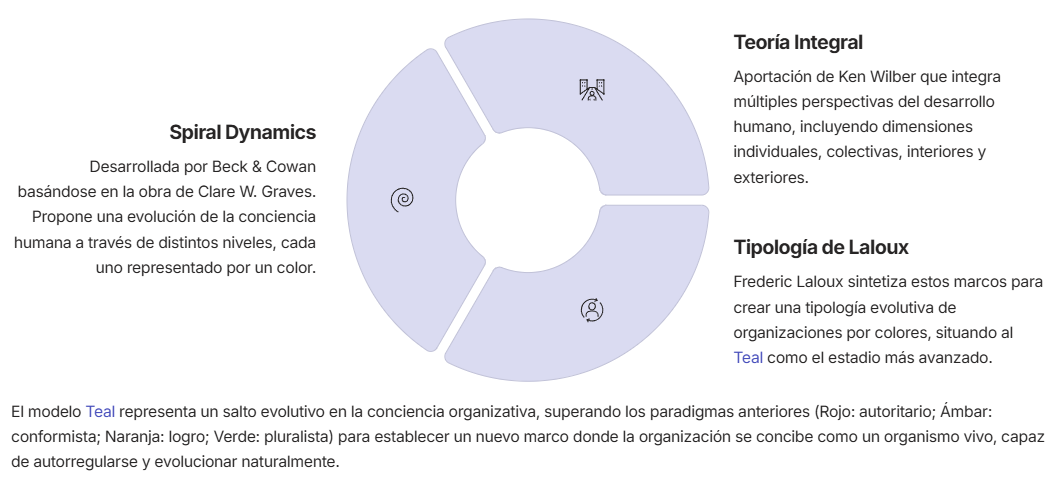 Spiral Dynamics
Desarrollada por Beck & Cowan
basándose en la obra de Clare W. Graves.
Propone una evolución de la conciencia
humana a través de distintos niveles, cada
uno representado por un color.
Teoría Integral
Aportación de Ken Wilber que integra
múltiples perspectivas del desarrollo
humano, incluyendo dimensiones
individuales, colectivas, interiores y
exteriores.
Tipología de Laloux
Frederic Laloux sintetiza estos marcos para
crear una tipología evolutiva de
organizaciones por colores, situando al
Teal como el estadio más avanzado.
El modelo Teal representa un salto evolutivo en la conciencia organizativa, superando los paradigmas anteriores (Rojo: autoritario; Ámbar:
conformista; Naranja: logro; Verde: pluralista) para establecer un nuevo marco donde la organización se concibe como un organismo vivo, capaz
de autorregularse y evolucionar naturalmente.